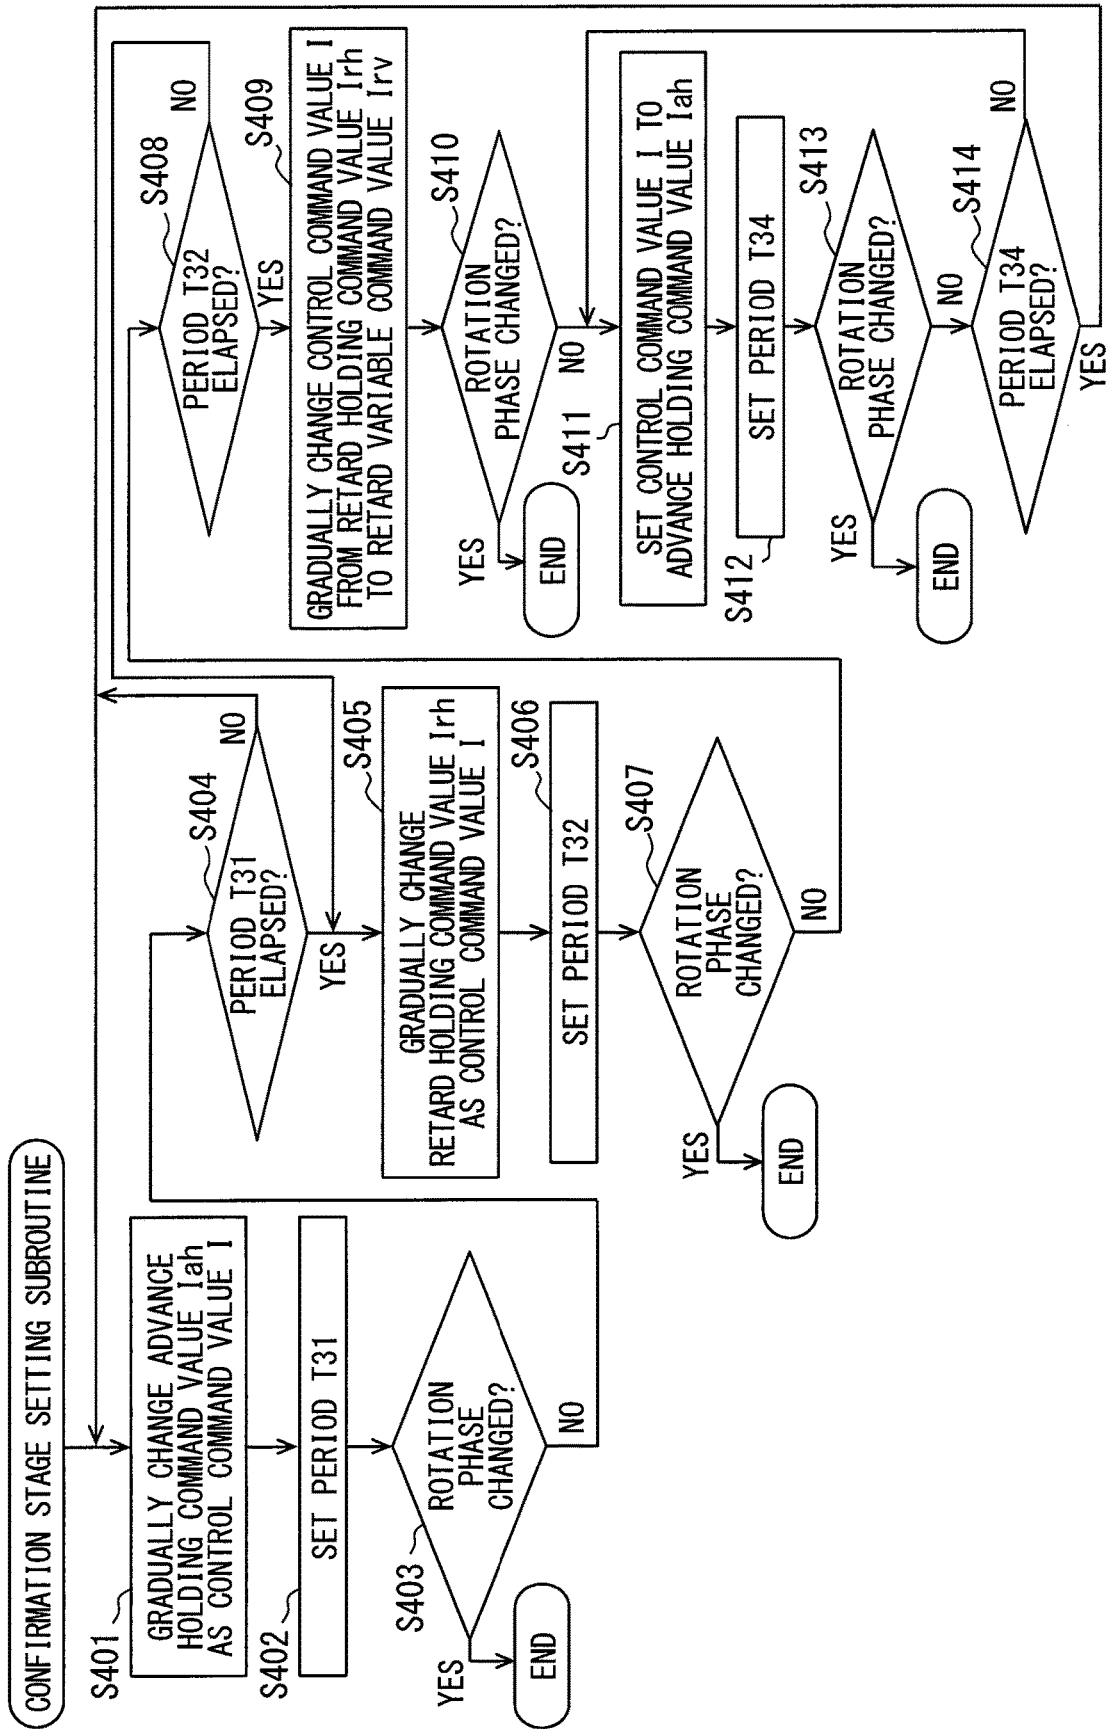 CONFIRMATION STAGE SETTING SUBROUTINE
S401
GRADUALLY CHANGE ADVANCE
HOLDING COMMAND VALUE Iah
AS CONTROL COMMAND VALUE I
S402
SET PERIOD T31
S403
ROTATION
PHASE
CHANGED?
YES
NO
END
S404
PERIOD T31
ELAPSED?
NO
YES
S405
GRADUALLY CHANGE
RETARD HOLDING COMMAND VALUE Irh
AS CONTROL COMMAND VALUE I
S406
SET PERIOD T32
S407
ROTATION
PHASE
CHANGED?
YES
NO
END
S408
PERIOD T32
ELAPSED?
NO
YES
S409
GRADUALLY CHANGE CONTROL COMMAND VALUE I
FROM RETARD HOLDING COMMAND VALUE Irh
TO RETARD VARIABLE COMMAND VALUE Irv
S410
ROTATION
PHASE CHANGED?
YES
NO
END
S411
SET CONTROL COMMAND VALUE I TO
ADVANCE HOLDING COMMAND VALUE Iah
S412
SET PERIOD T34
S413
ROTATION
PHASE CHANGED?
YES
NO
END
S414
PERIOD T34
ELAPSED?
NO
YES